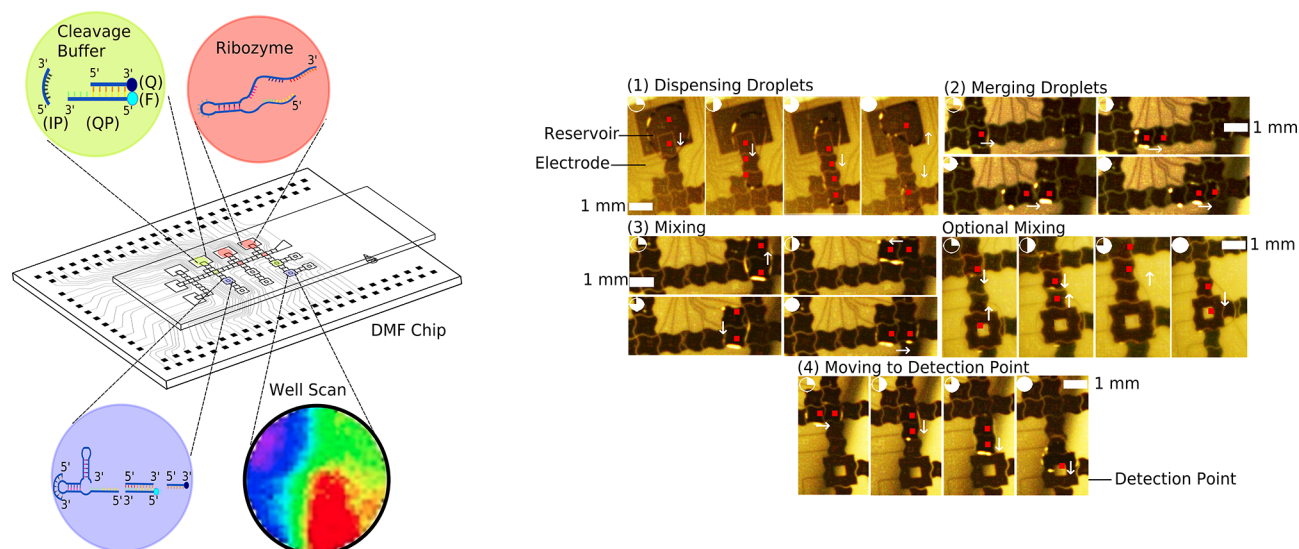 Cleavage
Buffer
3'
5' 3' (Q)
(F)
5' 3' 5'
(IP) (QP)
Ribozyme
3'
5'
DMF Chip
Well Scan
5' 3' 5' 3' 5' 3'
3' 5' 3' 5'
(1) Dispensing Droplets
Reservoir
Electrode
1 mm
(2) Merging Droplets
1 mm
(3) Mixing
1 mm
Optional Mixing
1 mm
(4) Moving to Detection Point
1 mm
Detection Point